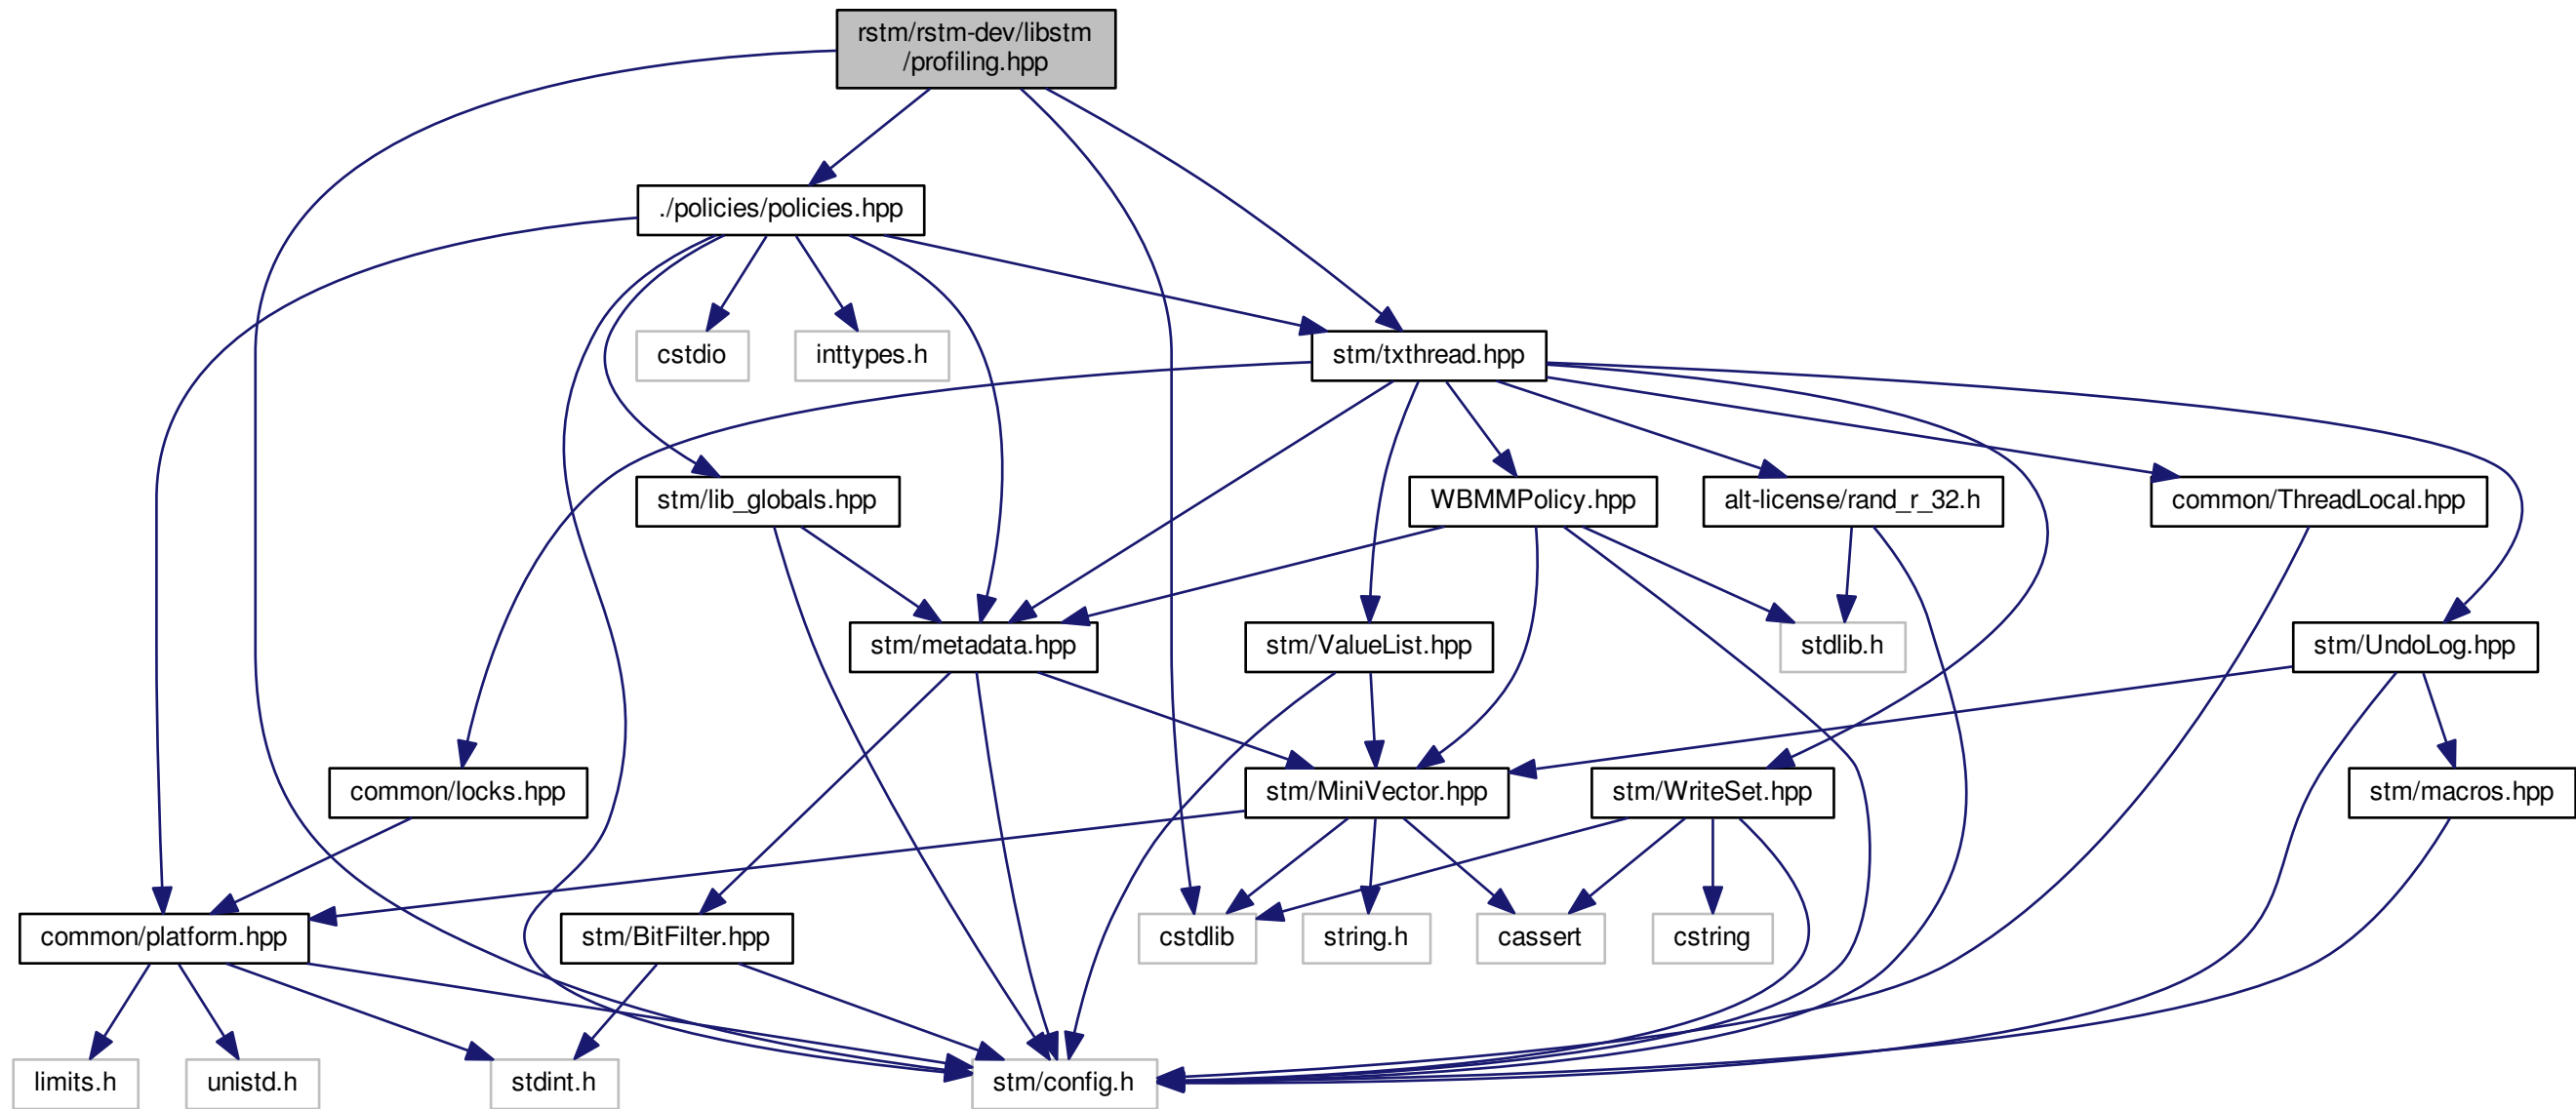 rstm/rstm-dev/libstm
/profiling.hpp
./policies/policies.hpp
cstdio
inttypes.h
stm/txthread.hpp
stm/lib_globals.hpp
WBMMPolicy.hpp
alt-license/rand_r_32.h
common/ThreadLocal.hpp
stm/metadata.hpp
stm/ValueList.hpp
stdlib.h
stm/UndoLog.hpp
common/locks.hpp
stm/MiniVector.hpp
stm/WriteSet.hpp
stm/macros.hpp
common/platform.hpp
stm/BitFilter.hpp
cstdlib
string.h
cassert
cstring
limits.h
unistd.h
stdint.h
stm/config.h